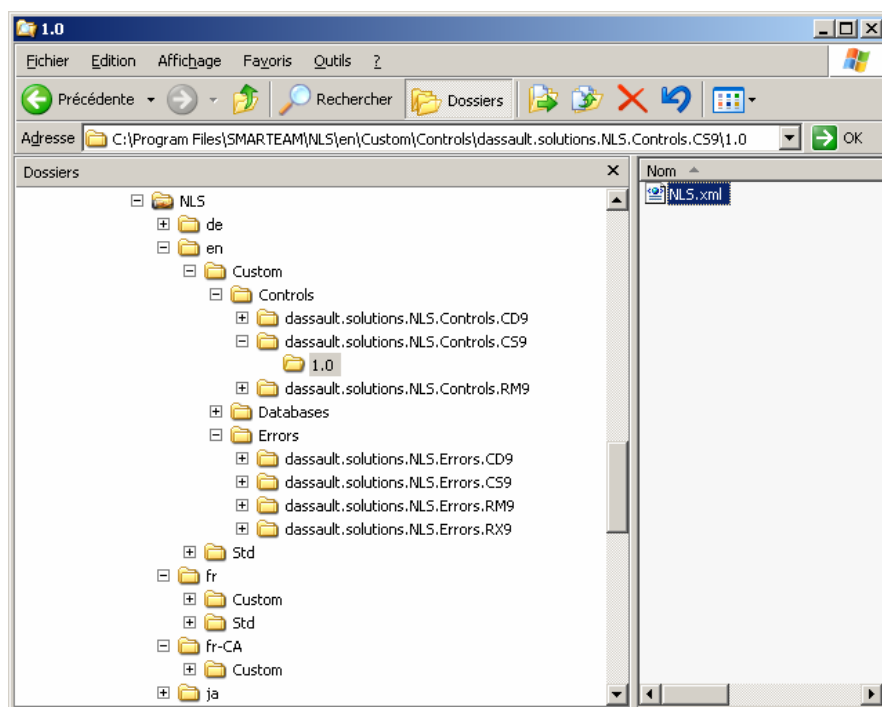 1.0
Fichier Edition Affichage Favoris Outils ?
Précédente Rechercher Dossiers
Adresse C:\Program Files\SMARTEAM\NLS\en\Custom\Controls\dassault.solutions.NLS.Controls.CS9\1.0 OK
Dossiers x Nom
NLS.xml
NLS
de
en
Custom
Controls
dassault.solutions.NLS.Controls.CD9
dassault.solutions.NLS.Controls.CS9
1.0
dassault.solutions.NLS.Controls.RM9
Databases
Errors
dassault.solutions.NLS.Errors.CD9
dassault.solutions.NLS.Errors.CS9
dassault.solutions.NLS.Errors.RM9
dassault.solutions.NLS.Errors.RX9
Std
fr
Custom
Std
fr-CA
Custom
ja